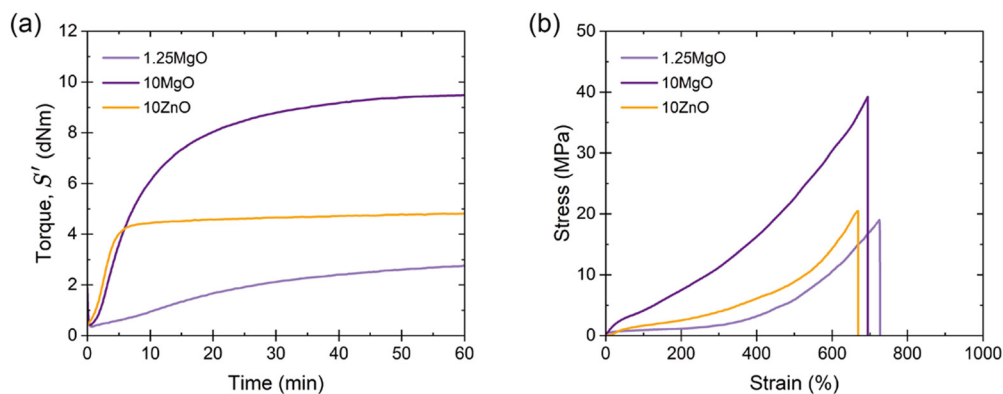 (a)
12
10
8
6
4
2
0
Torque, S′ (dNm)
1.25MgO
10MgO
10ZnO
0 10 20 30 40 50 60
Time (min)
(b)
50
40
30
20
10
0
Stress (MPa)
1.25MgO
10MgO
10ZnO
0 200 400 600 800 1000
Strain (%)